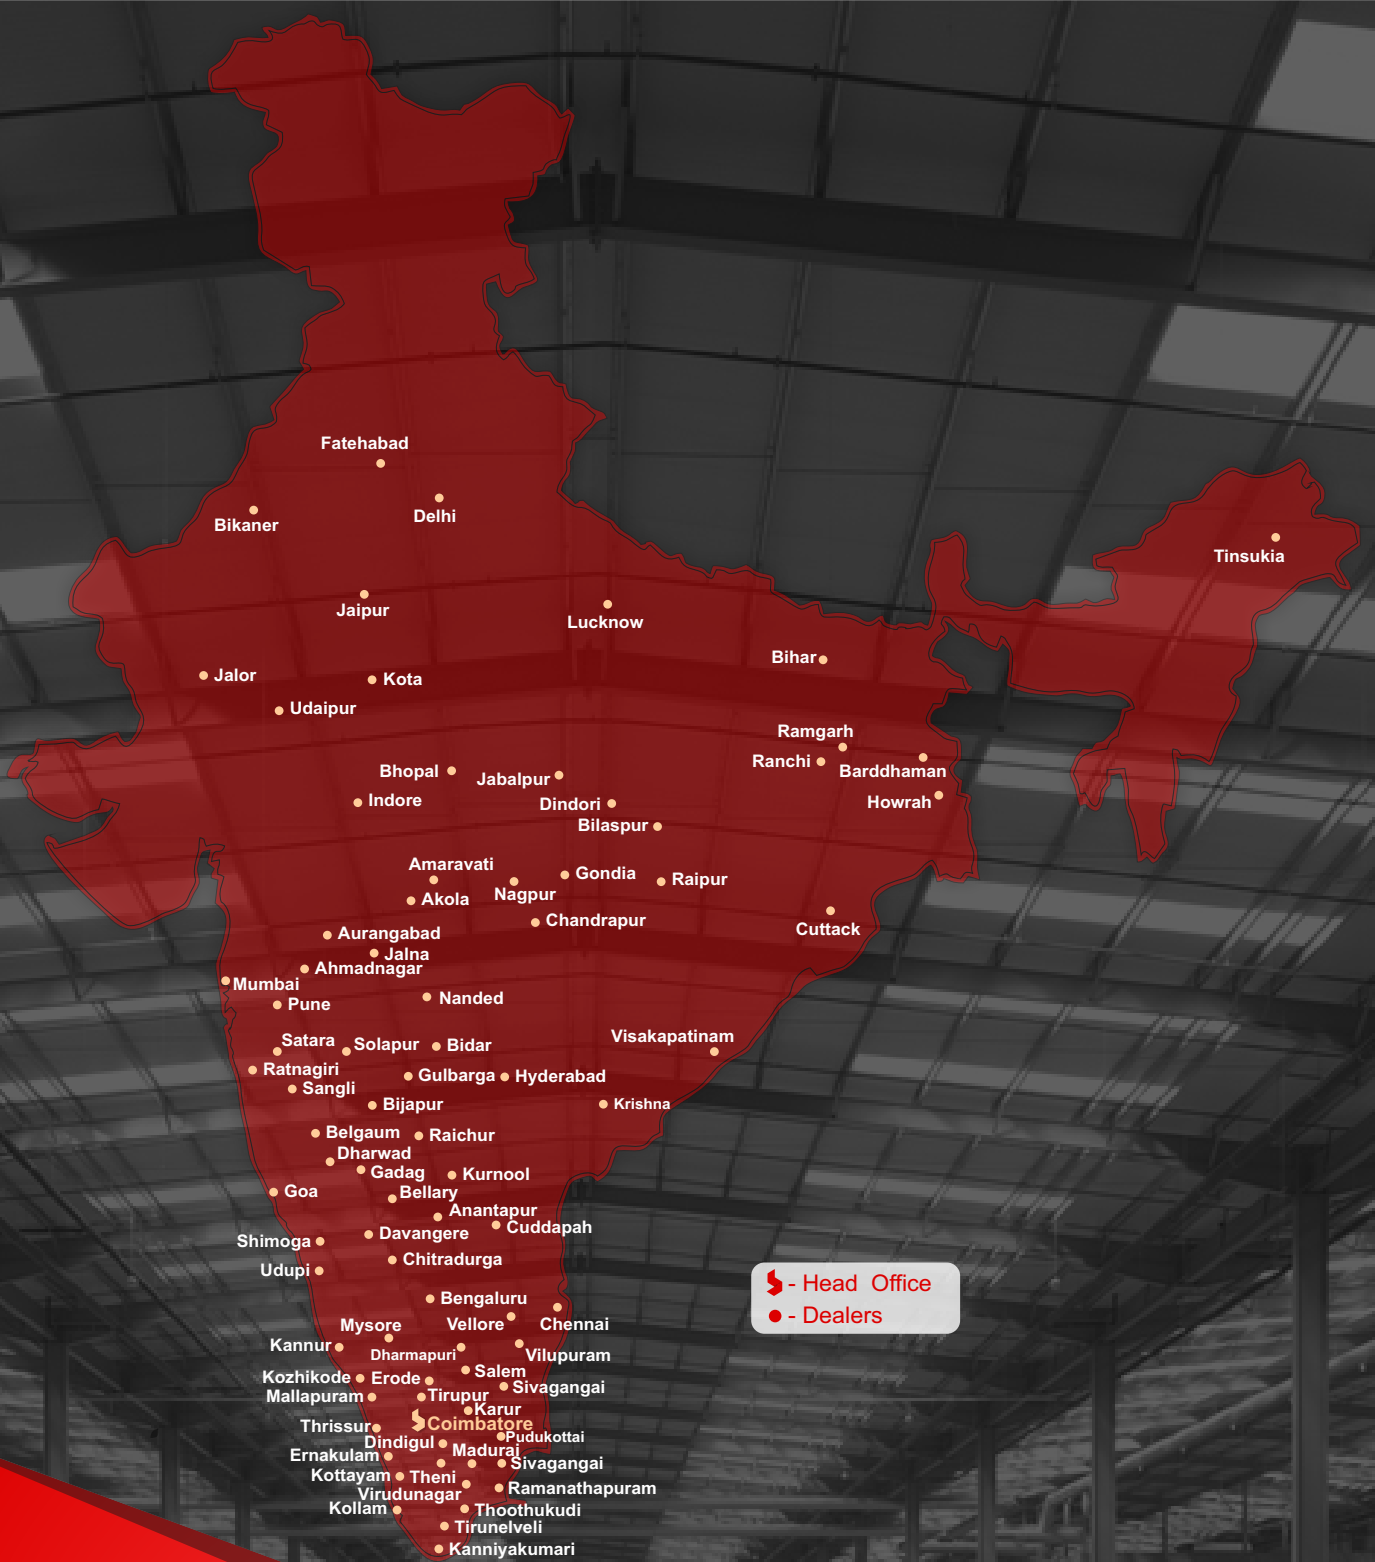 Fatehabad
Delhi
Bikaner
Tinsukia
Jaipur
Lucknow
Bihar
Jalor
Kota
Udaipur
Ramgarh
Ranchi
Barddhaman
Bhopal
Jabalpur
Indore
Dindori
Howrah
Bilaspur
Amaravati
Gondia
Raipur
Nagpur
Akola
Chandrapur
Cuttack
Aurangabad
Jalna
Ahmadnagar
Mumbai
Pune
Nanded
Visakapatinam
Satara
Solapur
Bidar
Ratnagiri
Gulbarga
Hyderabad
Sangli
Bijapur
Krishna
Belgaum
Raichur
Dharwad
Gadag
Kurnool
Goa
Bellary
Anantapur
Cuddapah
Davangere
Shimoga
Chitradurga
Udupi
- Head Office
- Dealers
Bengaluru
Mysore
Vellore
Chennai
Kannur
Dharmapuri
Vilupuram
Salem
Kozhikode
Erode
Sivagangai
Mallapuram
Tirupur
Karur
Thrissur
Coimbatore
Pudukottai
Dindigul
Madurai
Ernakulam
Sivagangai
Kottayam
Theni
Virudunagar
Ramanathapuram
Kollam
Thoothukudi
Tirunelveli
Kanniyakumari